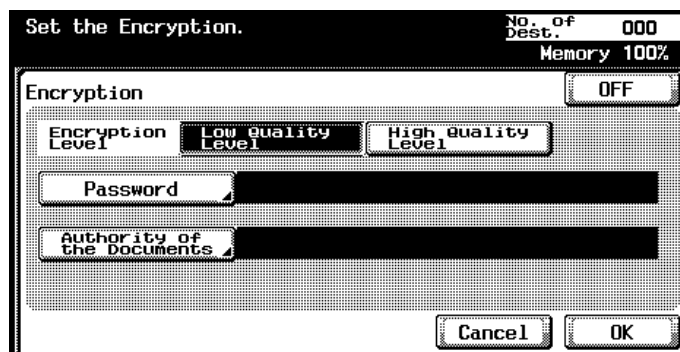 Set the Encryption.
No. of
Dest. 000
Memory 100%
Encryption
OFF
Encryption
Level
Low Quality
Level
High Quality
Level
Password
Authority of
the Documents
Cancel
OK